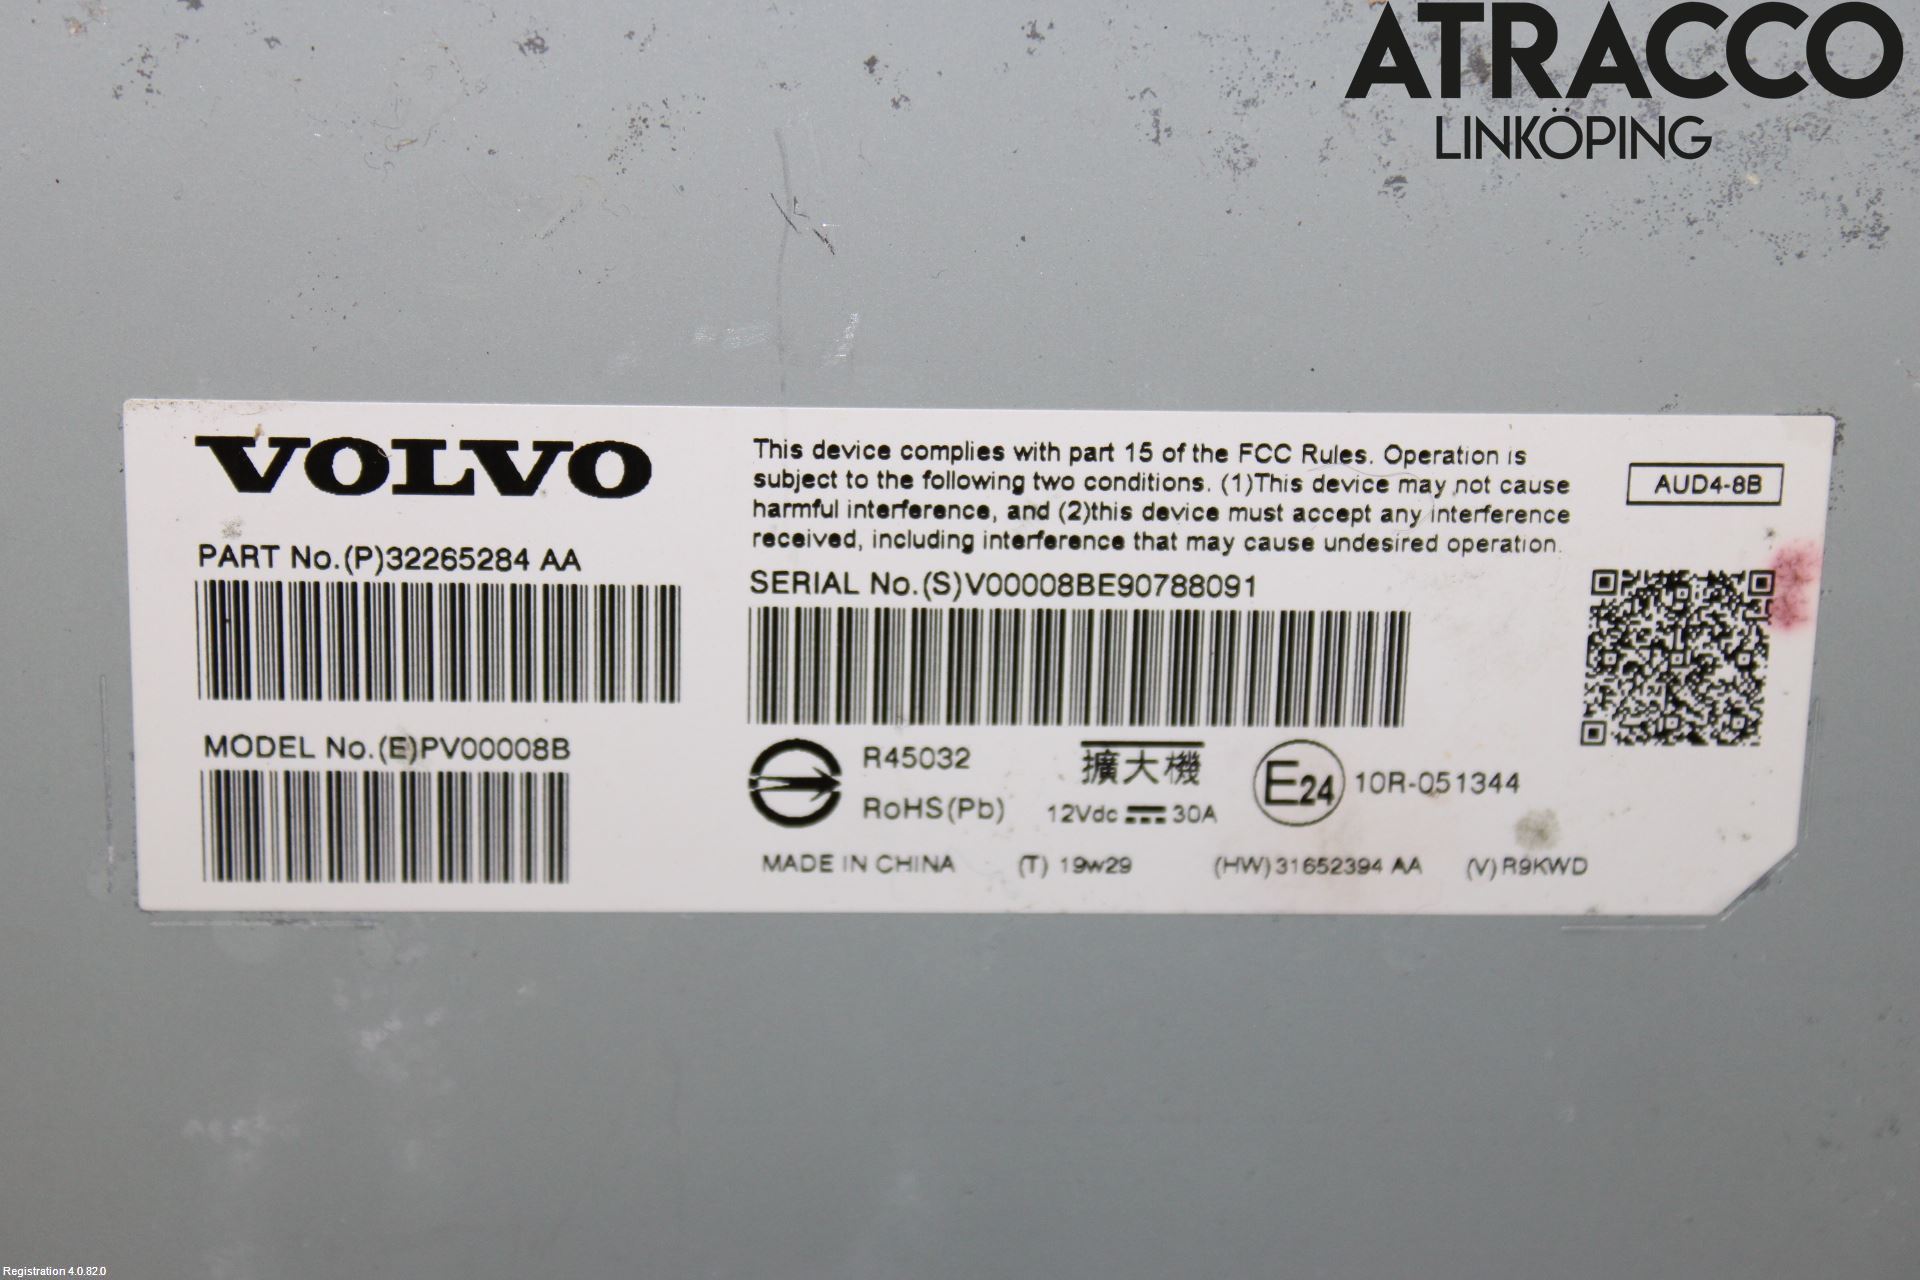 ATRACCO
LINKÖPING
VOLVO
PART No.(P)32265284 AA
MODEL No.(E)PV00008B
This device complies with part 15 of the FCC Rules. Operation is
subject to the following two conditions. (1)This device may not cause
harmful interference, and (2)this device must accept any interference
received, including interference that may cause undesired operation.
AUD4-8B
SERIAL No.(S)V00008BE90788091
R45032
RoHS(Pb)
擴大機
12Vdc 30A
E24 10R-051344
MADE IN CHINA (T) 19w29 (HW)31652394 AA (V)R9KWD
Registration 4.0.82.0